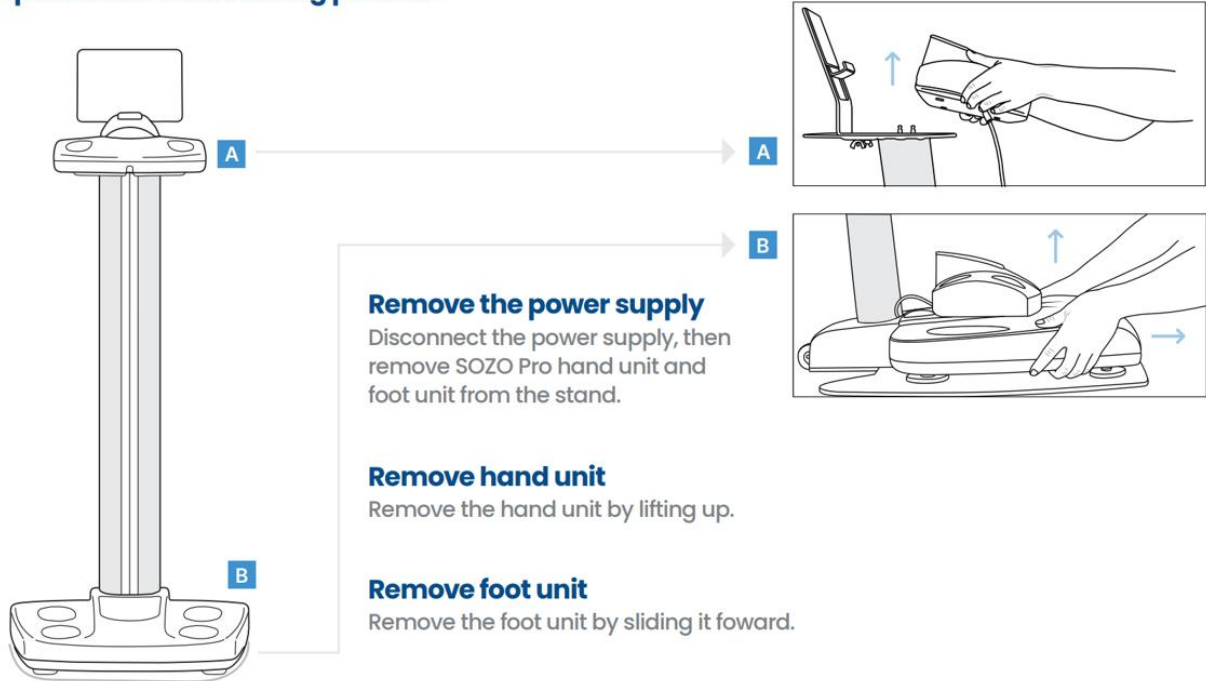 A
A
B
Remove the power supply
Disconnect the power supply, then
remove SOZO Pro hand unit and
foot unit from the stand.
Remove hand unit
Remove the hand unit by lifting up.
B
Remove foot unit
Remove the foot unit by sliding it foward.